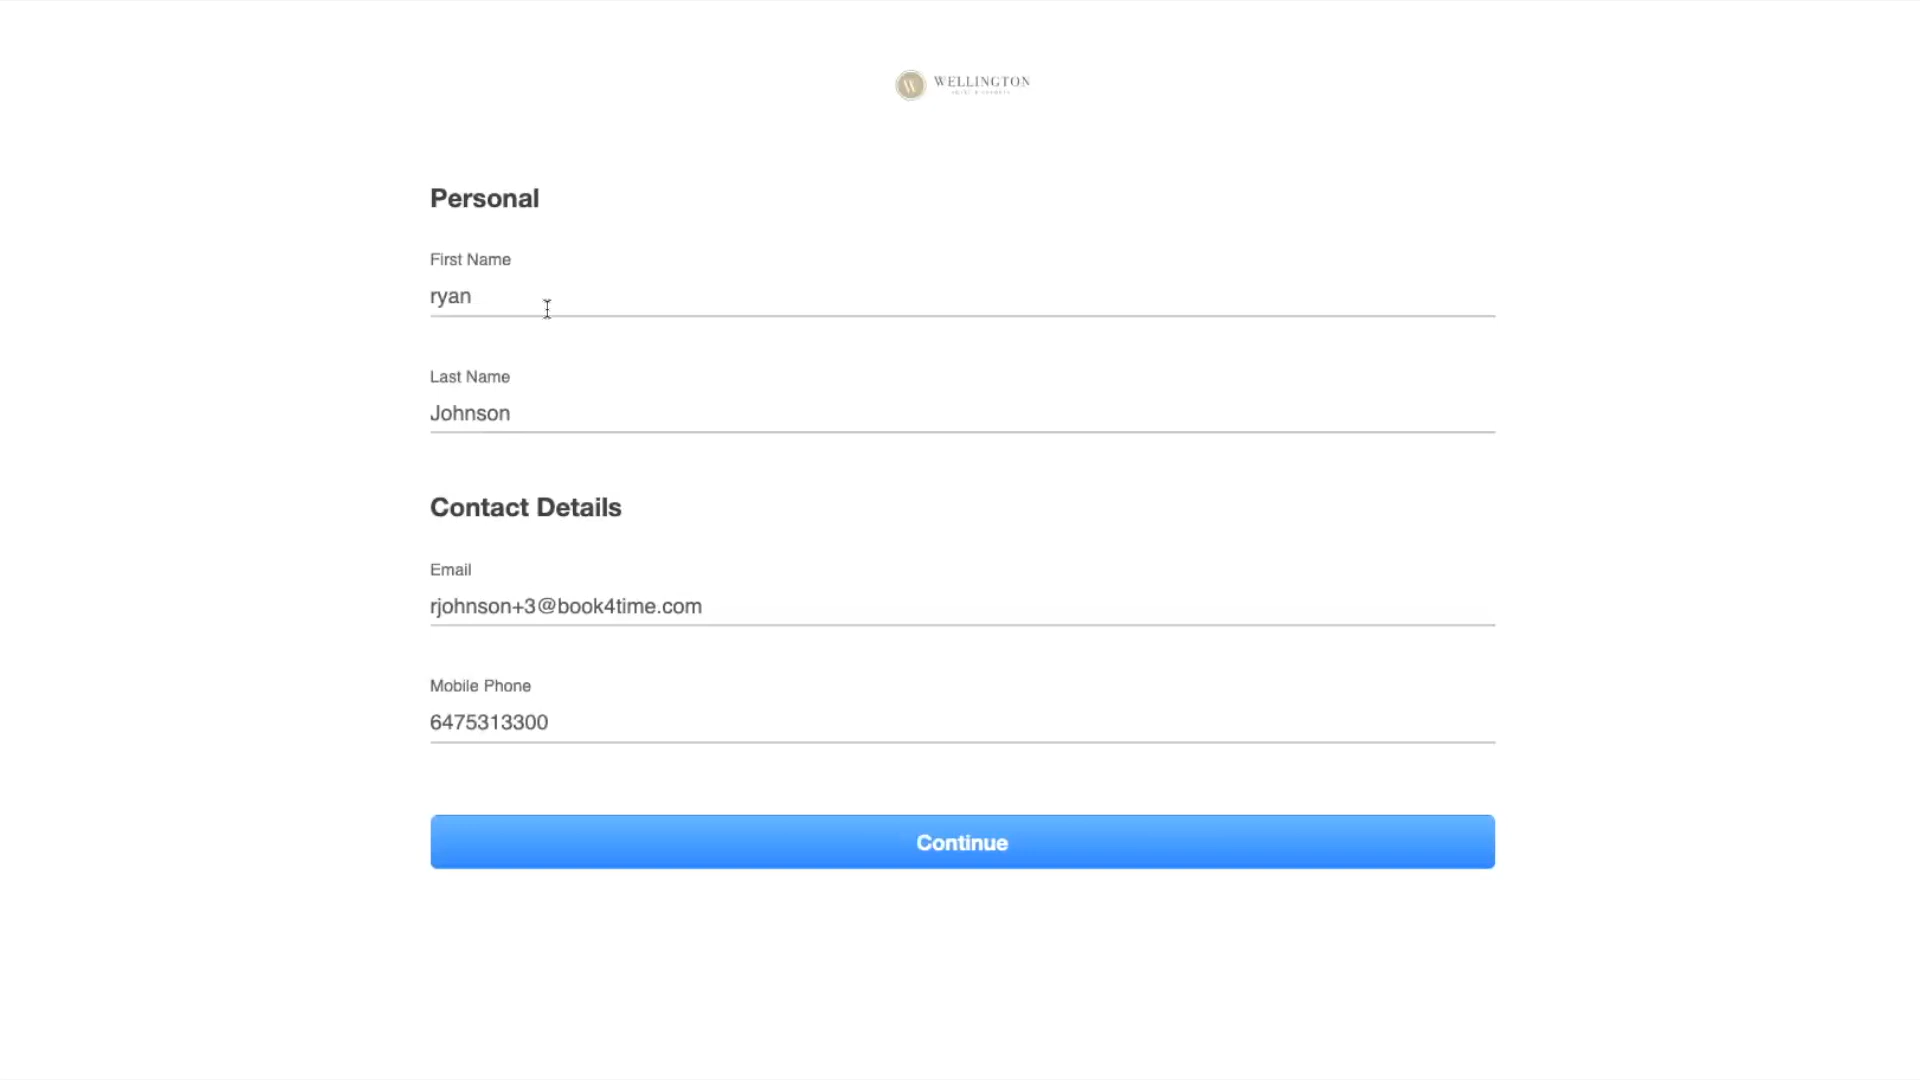 WELLINGTON
Personal
First Name
ryan
Last Name
Johnson
Contact Details
Email
rjohnson+3@book4time.com
Mobile Phone
6475313300
Continue